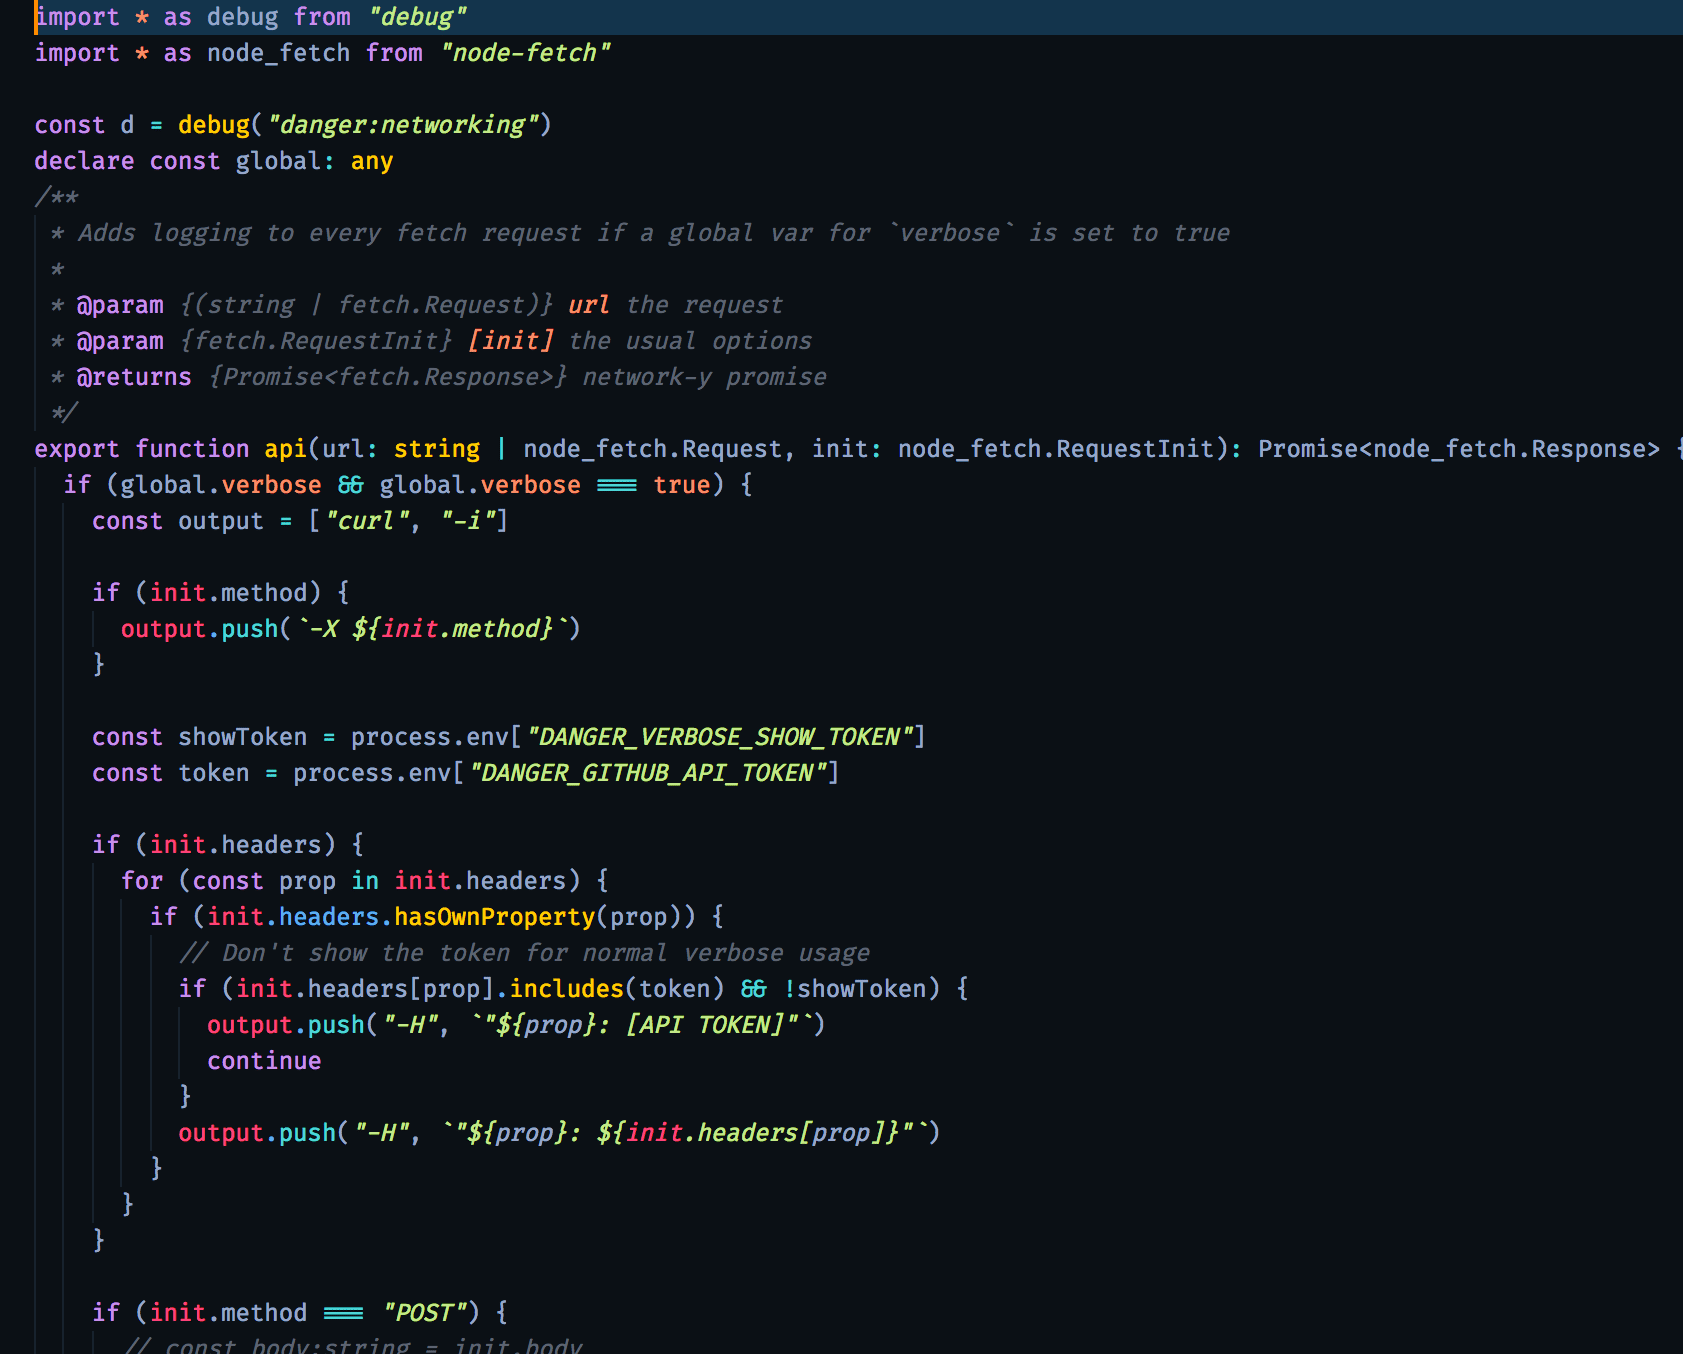 import * as debug from "debug"
import * as node_fetch from "node-fetch"

const d = debug("danger:networking")
declare const global: any
/**
 * Adds logging to every fetch request if a global var for `verbose` is set to true
 *
 * @param {(string | fetch.Request)} url the request
 * @param {fetch.RequestInit} [init] the usual options
 * @returns {Promise<fetch.Response>} network-y promise
 */
export function api(url: string | node_fetch.Request, init: node_fetch.RequestInit): Promise<node_fetch.Response> {
  if (global.verbose && global.verbose === true) {
    const output = ["curl", "-i"]

    if (init.method) {
      output.push(`-X ${init.method}`)
    }

    const showToken = process.env["DANGER_VERBOSE_SHOW_TOKEN"]
    const token = process.env["DANGER_GITHUB_API_TOKEN"]

    if (init.headers) {
      for (const prop in init.headers) {
        if (init.headers.hasOwnProperty(prop)) {
          // Don't show the token for normal verbose usage
          if (init.headers[prop].includes(token) && !showToken) {
            output.push("-H", `"${prop}: [API TOKEN]"`)
            continue
          }
          output.push("-H", `"${prop}: ${init.headers[prop]}"`)
        }
      }
    }

    if (init.method === "POST") {
      // const body:string = init.body